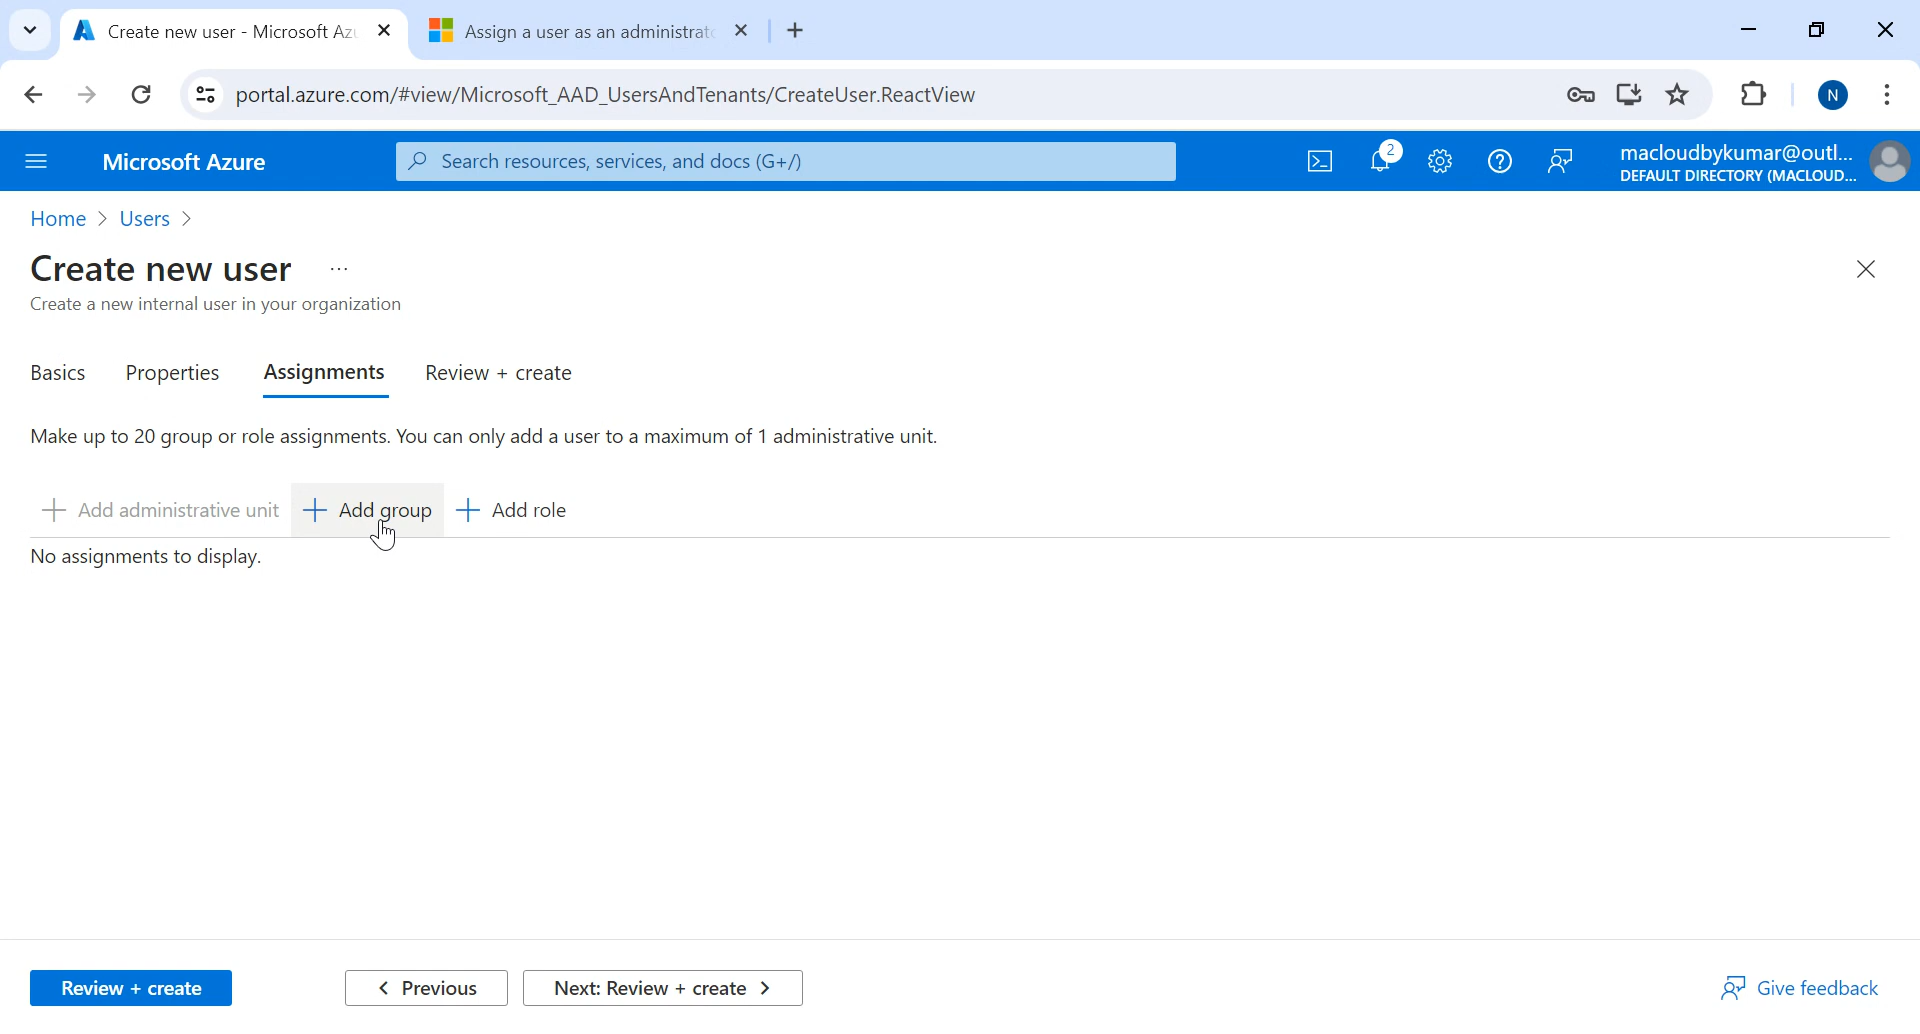 Create new user - Microsoft Az
Assign a user as an administrat
portal.azure.com/#view/Microsoft_AAD_UsersAndTenants/CreateUser.ReactView
N
Microsoft Azure
Search resources, services, and docs (G+/)
2
macloudbykumar@outl...
DEFAULT DIRECTORY (MACLOUD...
Home > Users >
Create new user ...
Create a new internal user in your organization
Basics Properties Assignments Review + create
Make up to 20 group or role assignments. You can only add a user to a maximum of 1 administrative unit.
+ Add administrative unit + Add group + Add role
No assignments to display.
Review + create < Previous Next: Review + create > Give feedback